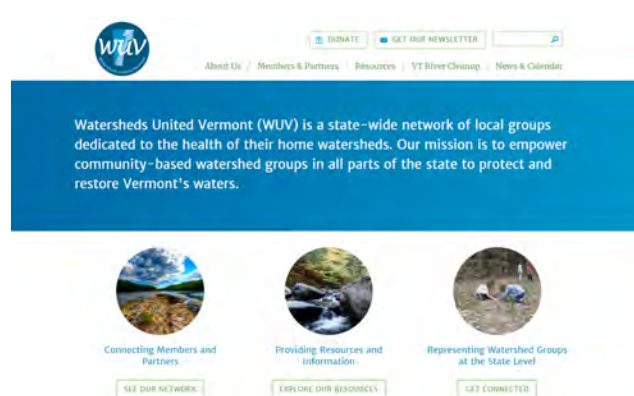 DONATE
GET OUR NEWSLETTER
wuv
About Us / Members & Partners / Resources / VT River Cleanup / News & Calendar
Watersheds United Vermont (WUV) is a state-wide network of local groups
dedicated to the health of their home watersheds. Our mission is to empower
community-based watershed groups in all parts of the state to protect and
restore Vermont's waters.
Connecting Members and
Partners
SEE OUR NETWORK
Providing Resources and
Information
EXPLORE OUR RESOURCES
Representing Watershed Groups
at the State Level
GET CONNECTED